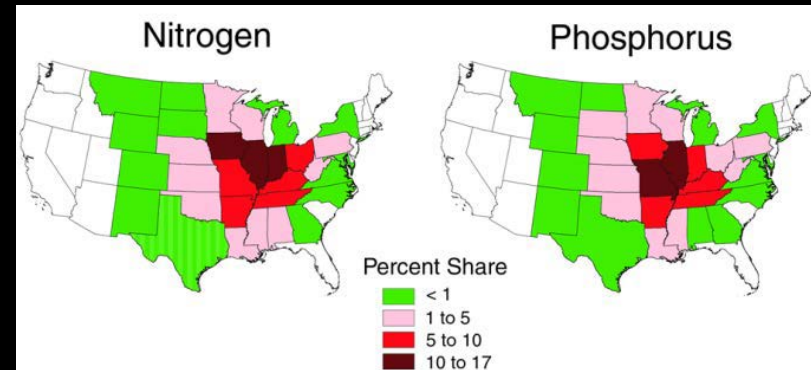 Nitrogen
Phosphorus
Percent Share
< 1
1 to 5
5 to 10
10 to 17